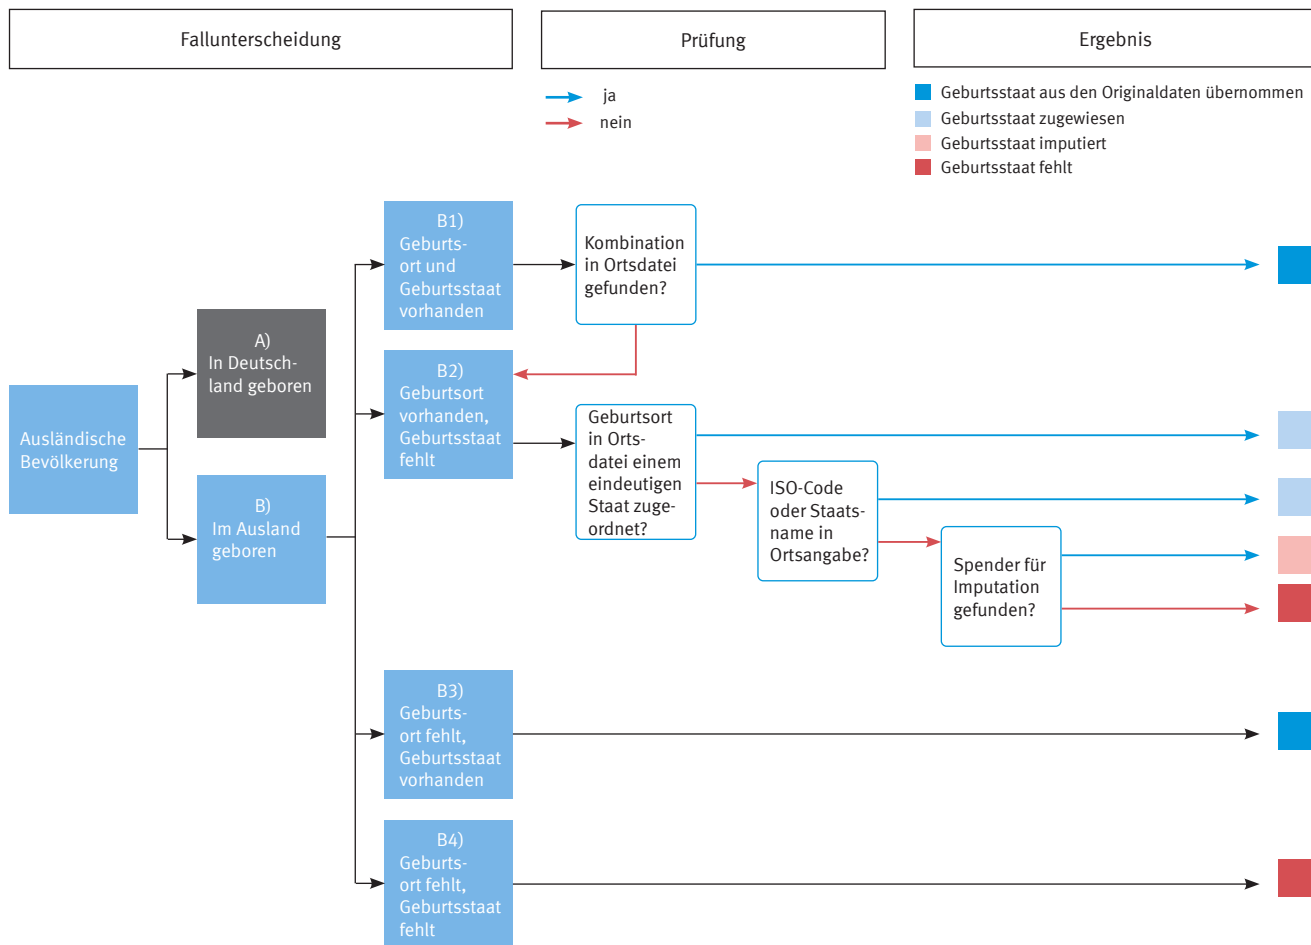 Fallunterscheidung
Prüfung
Ergebnis
ja
nein
Geburtsstaat aus den Originaldaten übernommen
Geburtsstaat zugewiesen
Geburtsstaat imputiert
Geburtsstaat fehlt
Ausländische
Bevölkerung
A)
In Deutsch-
land geboren
B)
Im Ausland
geboren
B1)
Geburts-
ort und
Geburtsstaat
vorhanden
Kombination
in Ortsdatei
gefunden?
B2)
Geburtsort
vorhanden,
Geburtsstaat
fehlt
Geburtsort
in Orts-
datei einem
eindeutigen
Staat zuge-
ordnet?
ISO-Code
oder Staats-
name in
Ortsangabe?
Spender für
Imputation
gefunden?
B3)
Geburts-
ort fehlt,
Geburtsstaat
vorhanden
B4)
Geburts-
ort fehlt,
Geburtsstaat
fehlt